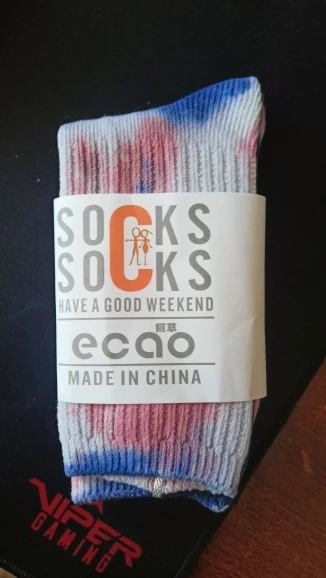 SOCKS
SOCKS
HAVE A GOOD WEEKEND
ecao
MADE IN CHINA
VIPER
GAMING